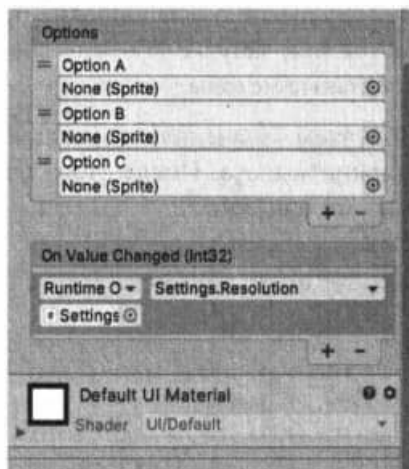 Options
Option A
None (Sprite)
Option B
None (Sprite)
Option C
None (Sprite)
+ -
On Value Changed (Int32)
Runtime O Settings.Resolution
Settings
+ -
Default UI Material
Shader UI/Default